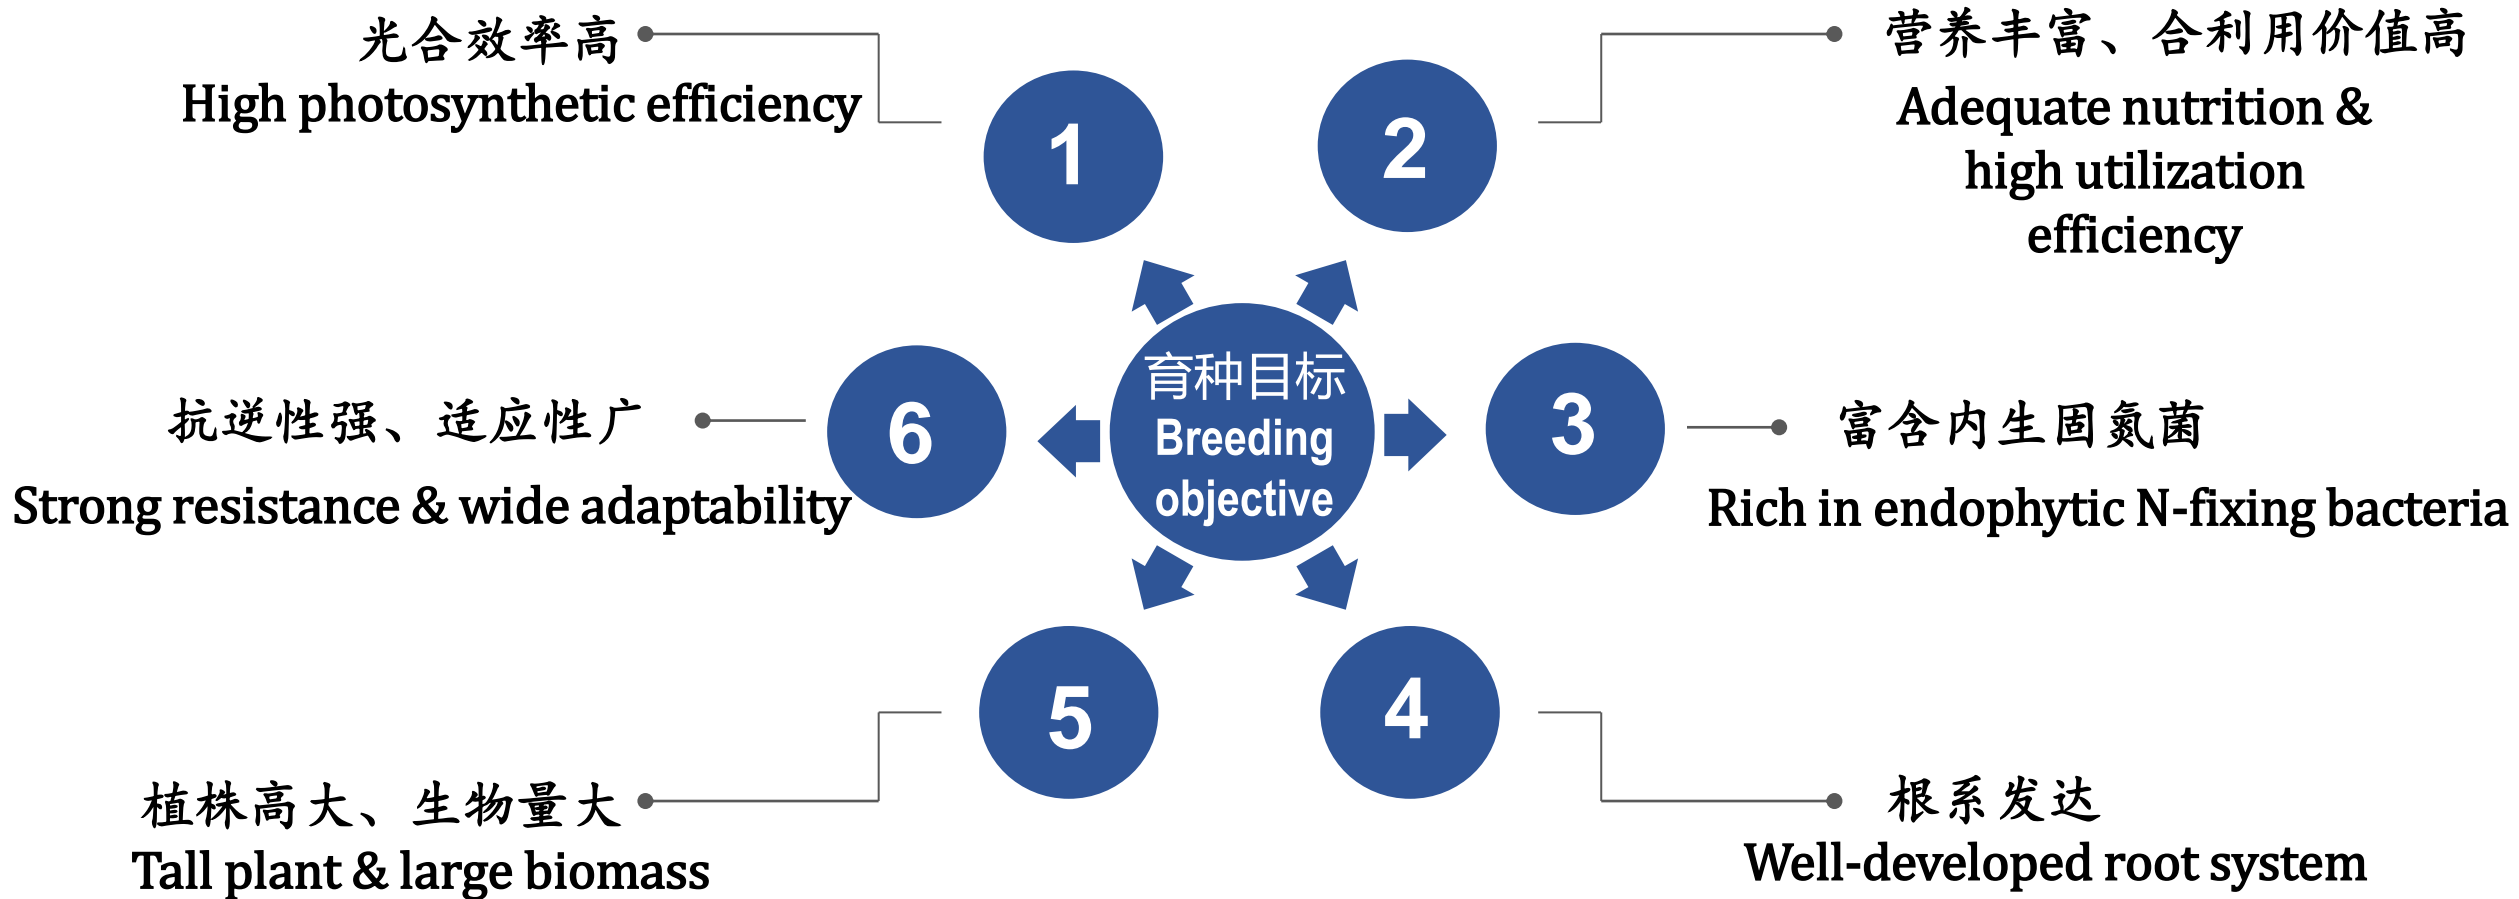 光合效率高
High photosynthetic efficiency
1
2
营养丰富、全利用价值高
Adequate nutrition &
high utilization
efficiency
育种目标
Breeding
objective
3
富含内生固氮菌
Rich in endophytic N-fixing bacteria
4
根系发达
Well-developed root system
5
植株高大、生物量大
Tall plant & large biomass
6
抗逆性强、适应性广
Strong resistance & wide adaptability